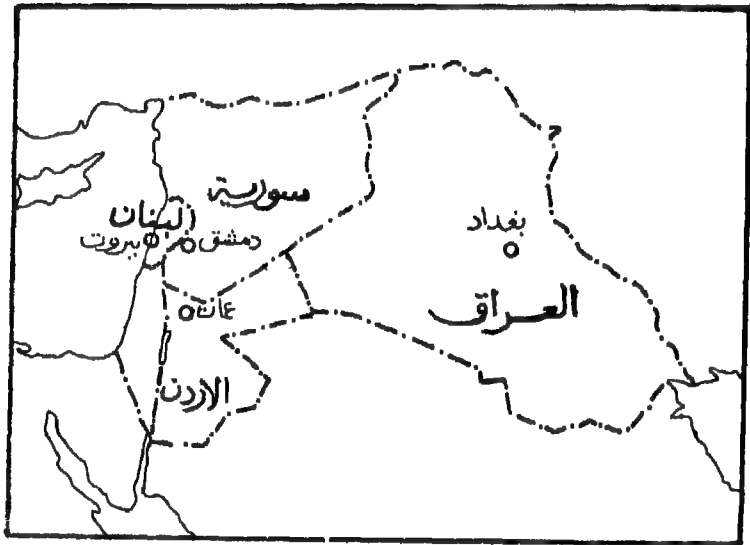 سورية
لبنان
دمشق
بيروت
بغداد
عمان
العراق
الاردن